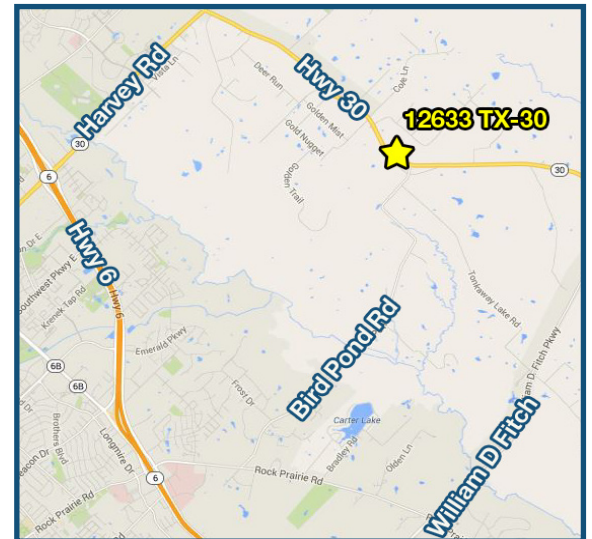 Harvey Rd
Vista Ln
Deer Run
Hwy 30
Cole Ln
Golden Mist
Gold Nugget
12633 TX-30
30
6
30
Golden Trail
Hwy 6
Southwest Pkwy E
Krenek Tap Rd
Hwy 6
Tonkaway Lake Rd
Emerald Pkwy
Bird Pond Rd
6B
6B
Frost Dr
William D. Fitch Pkwy
Brothers Blvd
Longmire Dr
Carter Lake
Bradley Rd
Olden Ln
William D Fitch
Deacon Dr
6
Rock Prairie Rd
Rock Prairie Rd